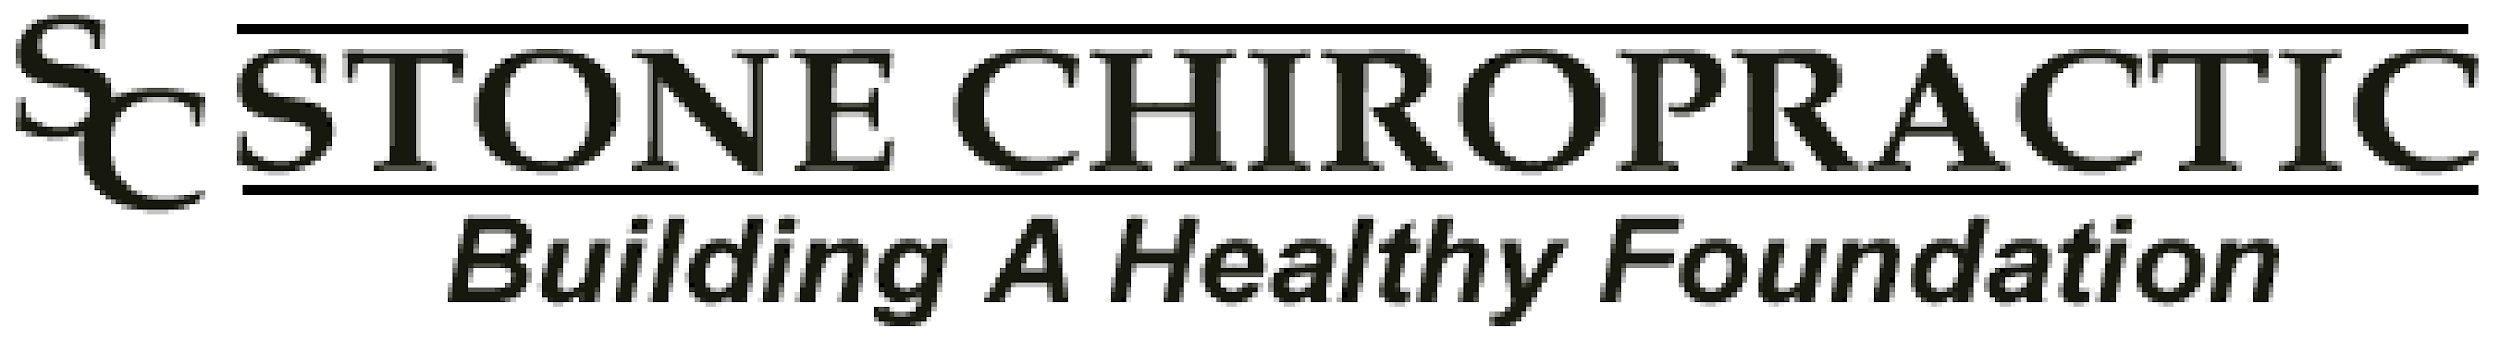 SC STONE CHIROPRACTIC
Building A Healthy Foundation